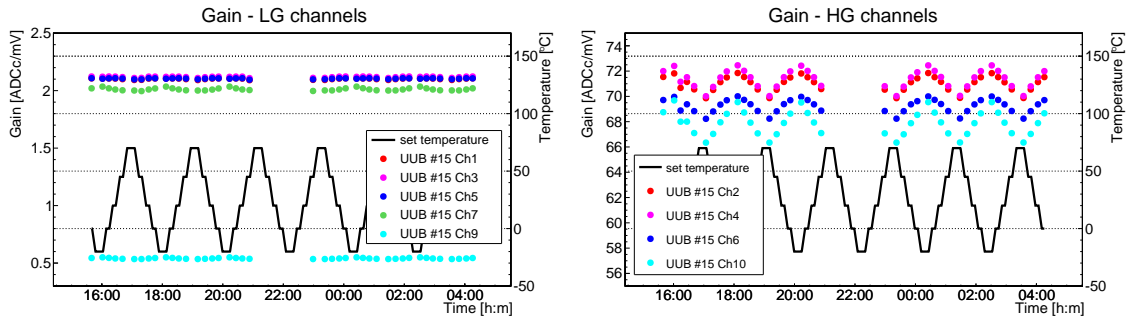 Gain - LG channels
Gain [ADCc/mV]
2.5
2
1.5
1
0.5
150
100
50
0
-50
Temperature [°C]
set temperature
UUB #15 Ch1
UUB #15 Ch3
UUB #15 Ch5
UUB #15 Ch7
UUB #15 Ch9
16:00 18:00 20:00 22:00 00:00 02:00 04:00
Time [h:m]
Gain - HG channels
Gain [ADCc/mV]
74
72
70
68
66
64
62
60
58
56
150
100
50
0
-50
Temperature [°C]
set temperature
UUB #15 Ch2
UUB #15 Ch4
UUB #15 Ch6
UUB #15 Ch10
16:00 18:00 20:00 22:00 00:00 02:00 04:00
Time [h:m]